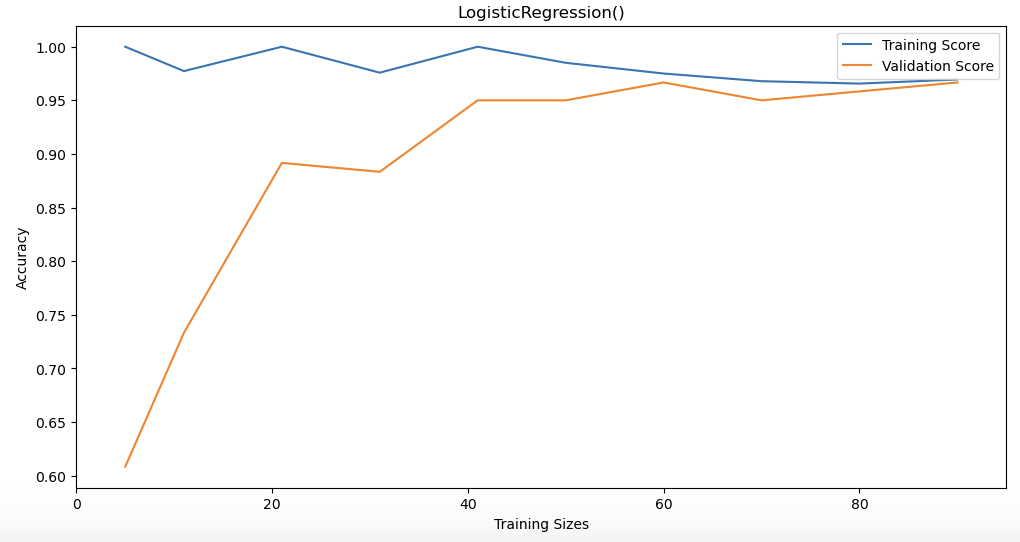 LogisticRegression()
Training Score
Validation Score
1.00
0.95
0.90
0.85
0.80
0.75
0.70
0.65
0.60
Accuracy
0 20 40 60 80
Training Sizes